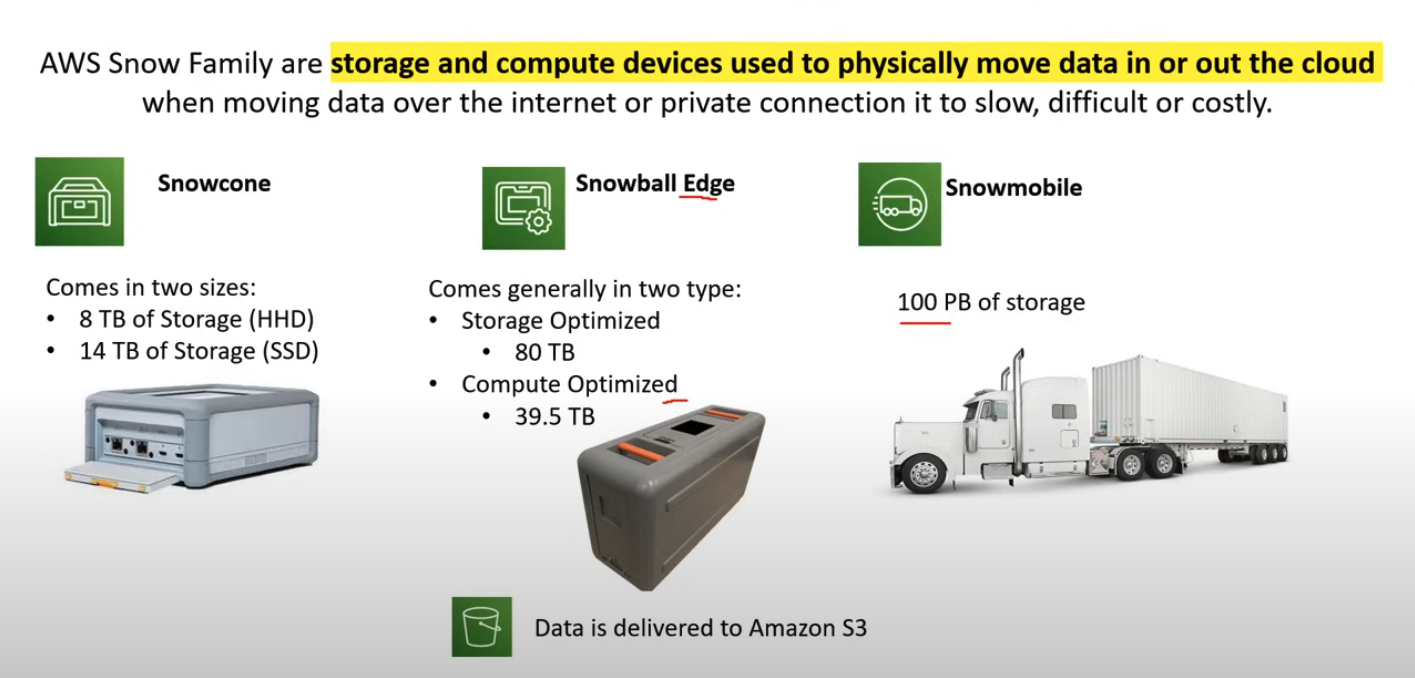 AWS Snow Family are storage and compute devices used to physically move data in or out the cloud
when moving data over the internet or private connection it to slow, difficult or costly.
Snowcone
Comes in two sizes:
• 8 TB of Storage (HHD)
• 14 TB of Storage (SSD)
Snowball Edge
Comes generally in two type:
• Storage Optimized
• 80 TB
• Compute Optimized
• 39.5 TB
Snowmobile
100 PB of storage
Data is delivered to Amazon S3